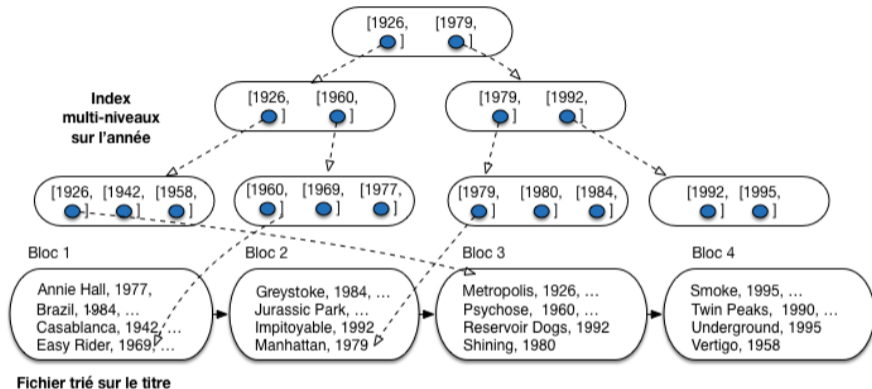 [1926, [1979,
] ]
[1926, [1960, [1979, [1992,
] ] ] ]
Index
multi-niveaux
sur l'année
[1926, [1942, [1958, [1960, [1969, [1977, [1979, [1980, [1984, [1992, [1995,
] ] ] ] ] ] ] ] ] ] ]
Bloc 1 Bloc 2 Bloc 3 Bloc 4
Annie Hall, 1977,
Brazil, 1984, ...
Casablanca, 1942, ...
Easy Rider, 1969, ...
Greystoke, 1984, ...
Jurassic Park, ...
Impitoyable, 1992
Manhattan, 1979
Metropolis, 1926, ...
Psychose, 1960, ...
Reservoir Dogs, 1992
Shining, 1980
Smoke, 1995, ...
Twin Peaks, 1990, ...
Underground, 1995
Vertigo, 1958
Fichier trié sur le titre